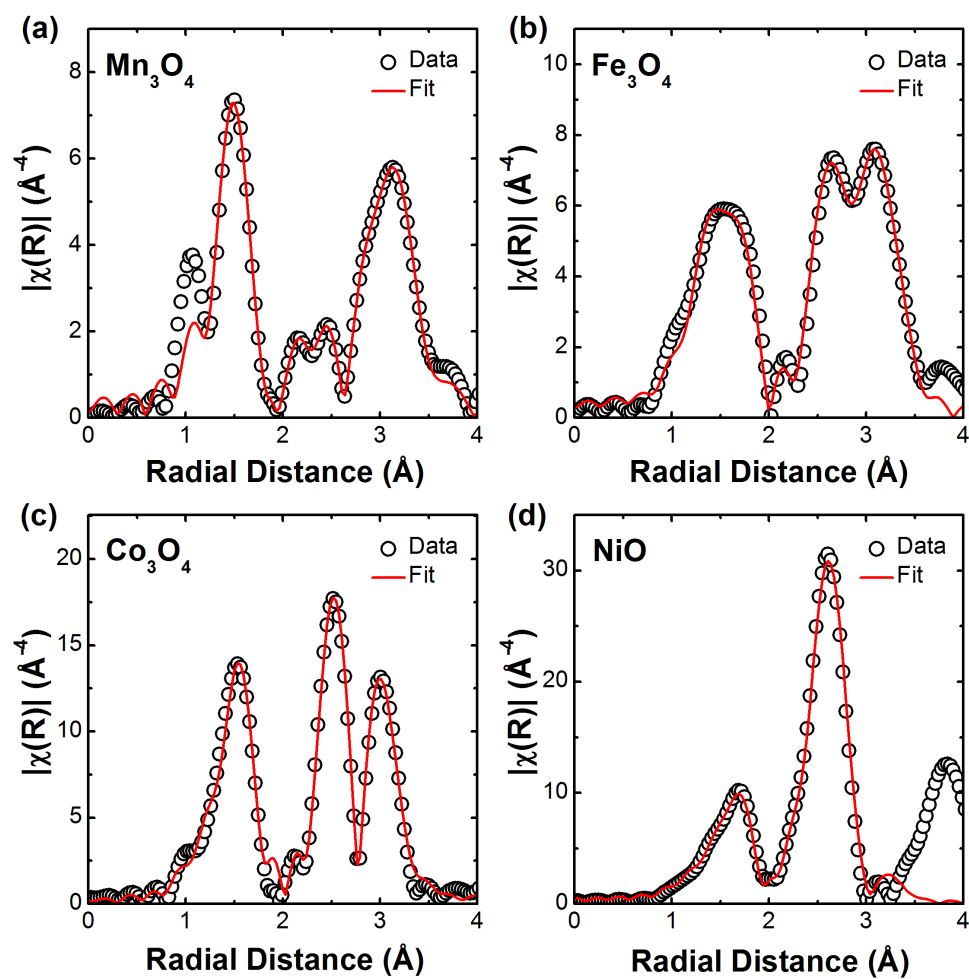 (a)
Mn₃O₄
Data
Fit
8
6
4
2
0
0 1 2 3 4
|χ(R)| (Å⁻⁴)
Radial Distance (Å)
(b)
Fe₃O₄
Data
Fit
10
8
6
4
2
0
0 1 2 3 4
|χ(R)| (Å⁻⁴)
Radial Distance (Å)
(c)
Co₃O₄
Data
Fit
20
15
10
5
0
0 1 2 3 4
|χ(R)| (Å⁻⁴)
Radial Distance (Å)
(d)
NiO
Data
Fit
30
20
10
0
0 1 2 3 4
|χ(R)| (Å⁻⁴)
Radial Distance (Å)